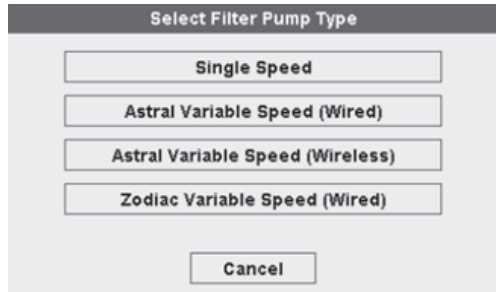 Select Filter Pump Type
Single Speed
Astral Variable Speed (Wired)
Astral Variable Speed (Wireless)
Zodiac Variable Speed (Wired)
Cancel